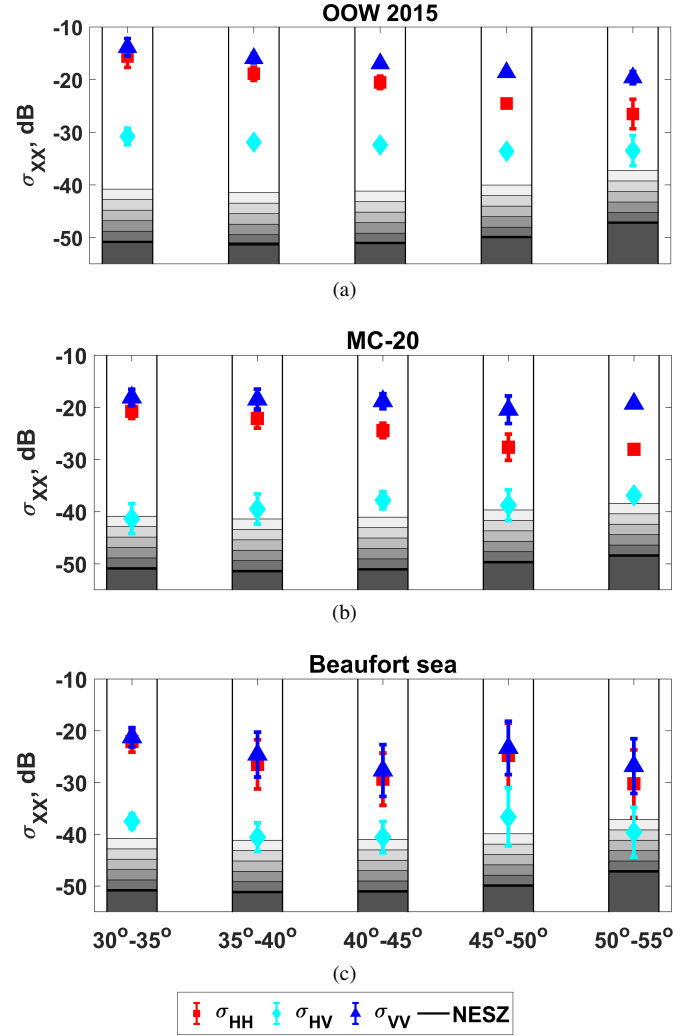 OOW 2015
-10
-20
-30
-40
-50
σXX, dB
(a)
MC-20
-10
-20
-30
-40
-50
σXX, dB
(b)
Beaufort sea
-10
-20
-30
-40
-50
σXX, dB
30°-35° 35°-40° 40°-45° 45°-50° 50°-55°
(c)
σHH σHV σVV NESZ